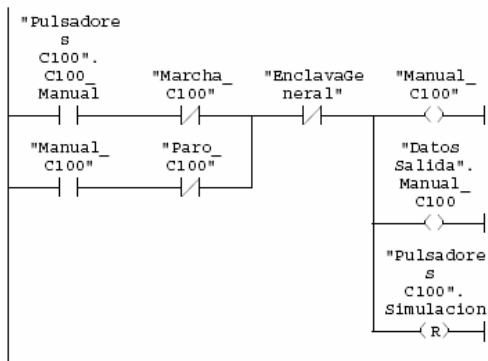 "Pulsadore
s
C100".
C100_
Manual
"Marcha_
C100"
"EnclavaGe
neral"
"Manual_
C100"
"Manual_
C100"
"Paro_
C100"
"Datos
Salida".
Manual_
C100
"Pulsadore
s
C100".
Simulacion
R